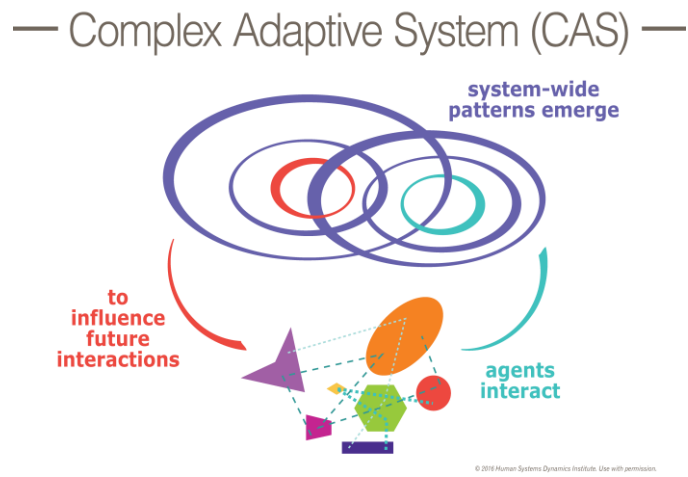 Complex Adaptive System (CAS)
system-wide
patterns emerge
to
influence
future
interactions
agents
interact
© 2016 Human Systems Dynamics Institute. Use with permission.